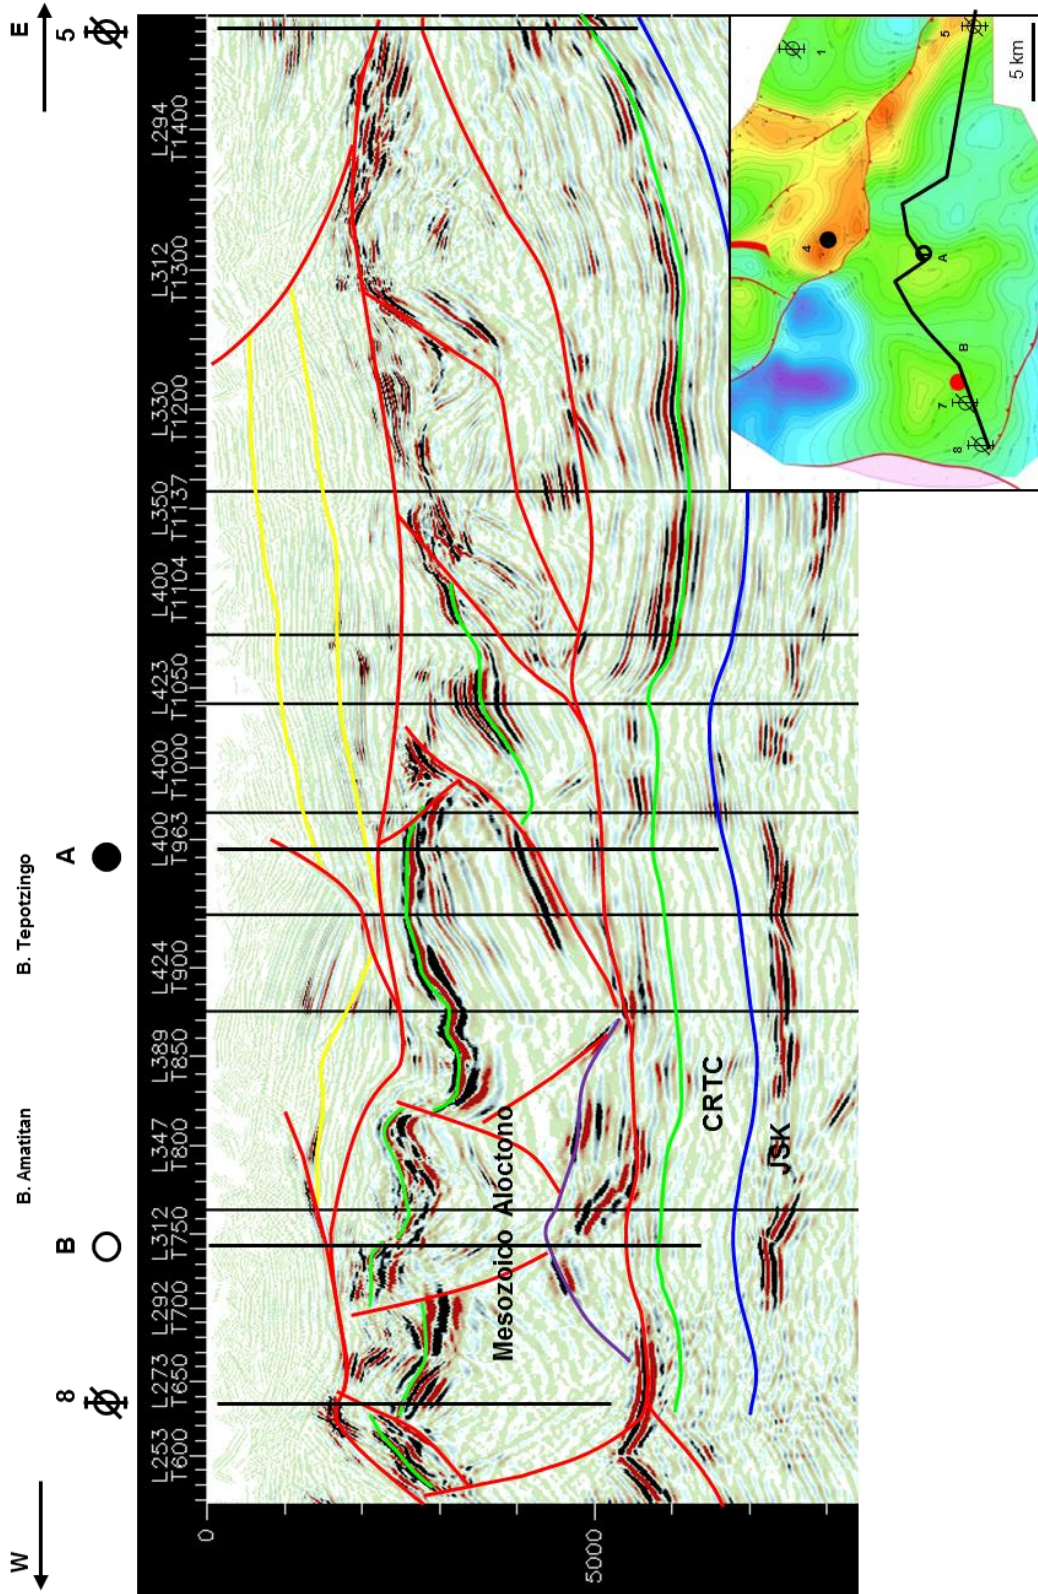 W
E
8
B
A
5
B. Amatitan
B. Tepotzingo
L253
T600
L273
T650
L292
T700
L312
T750
L347
T800
L389
T850
L424
T900
L400
T963
L400
T1000
L423
T1050
L400
T1104
L350
T1137
L330
T1200
L312
T1300
L294
T1400
0
5000
Mesozoico Aloctono
CRTC
JSK
8
7
B
A
4
1
5
5 km